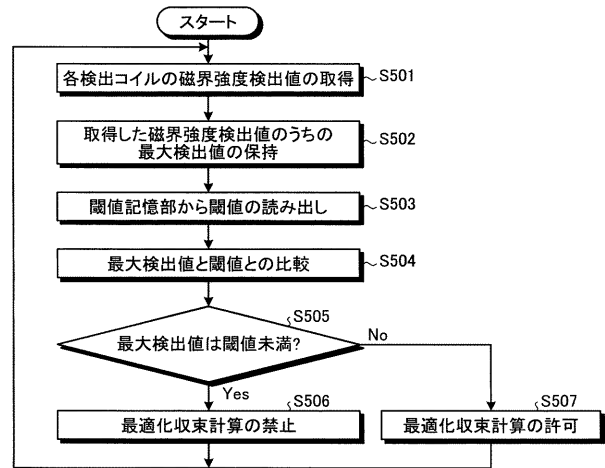 スタート
各検出コイルの磁界強度検出値の取得
S501
取得した磁界強度検出値のうちの
最大検出値の保持
S502
閾値記憶部から閾値の読み出し
S503
最大検出値と閾値との比較
S504
S505
最大検出値は閾値未満?
No
Yes
S506
最適化収束計算の禁止
S507
最適化収束計算の許可